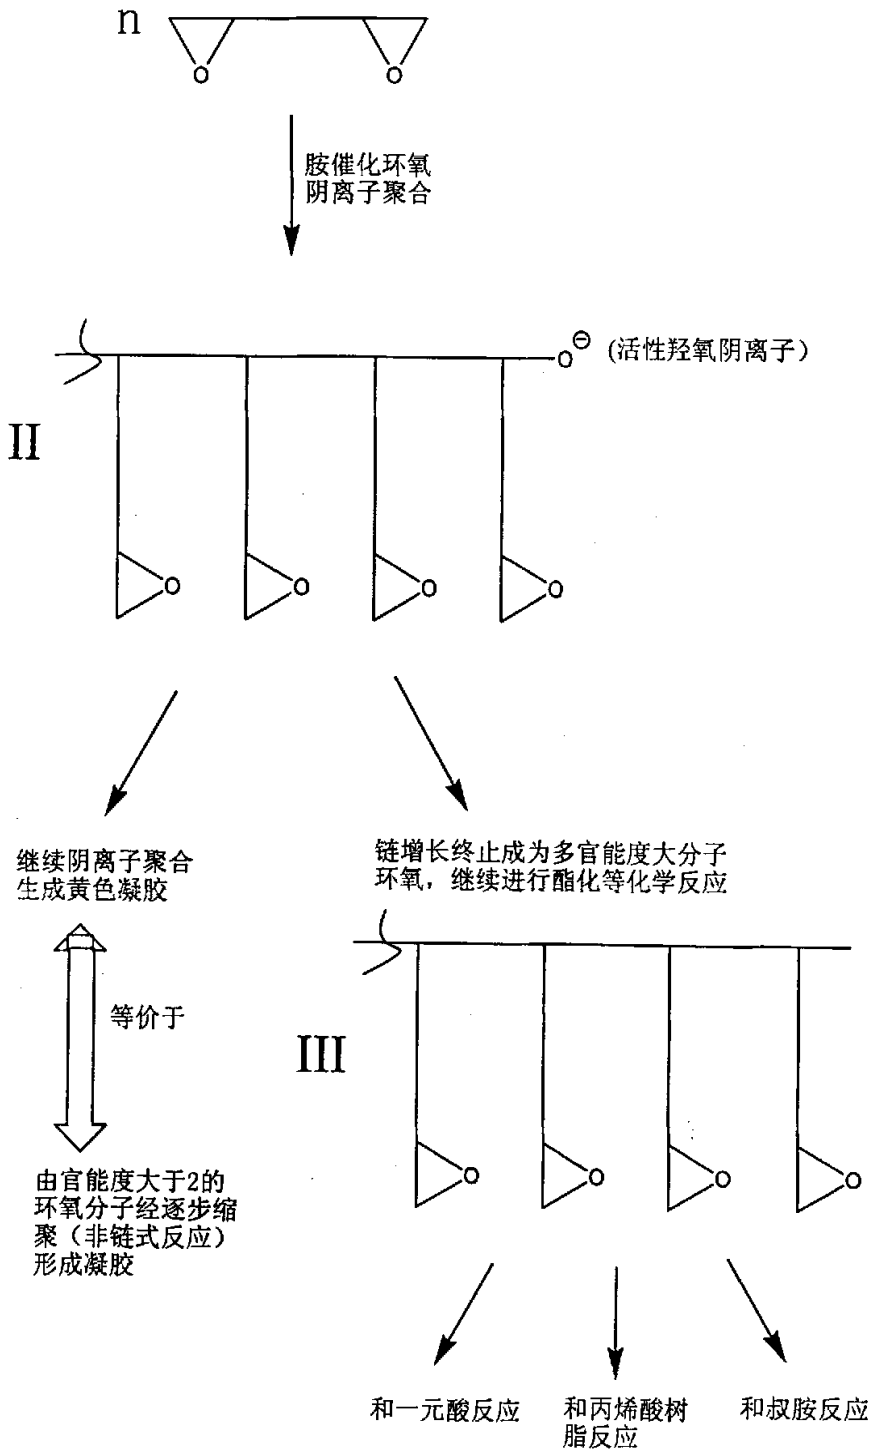 n
O O
胺催化环氧
阴离子聚合
O⊖ (活性羟氧阴离子)
II
O O O O
继续阴离子聚合
生成黄色凝胶
链增长终止成为多官能度大分子
环氧，继续进行酯化等化学反应
等价于
III
由官能度大于2的
环氧分子经逐步缩
聚（非链式反应）
形成凝胶
O O O O
和一元酸反应
和丙烯酸树
脂反应
和叔胺反应